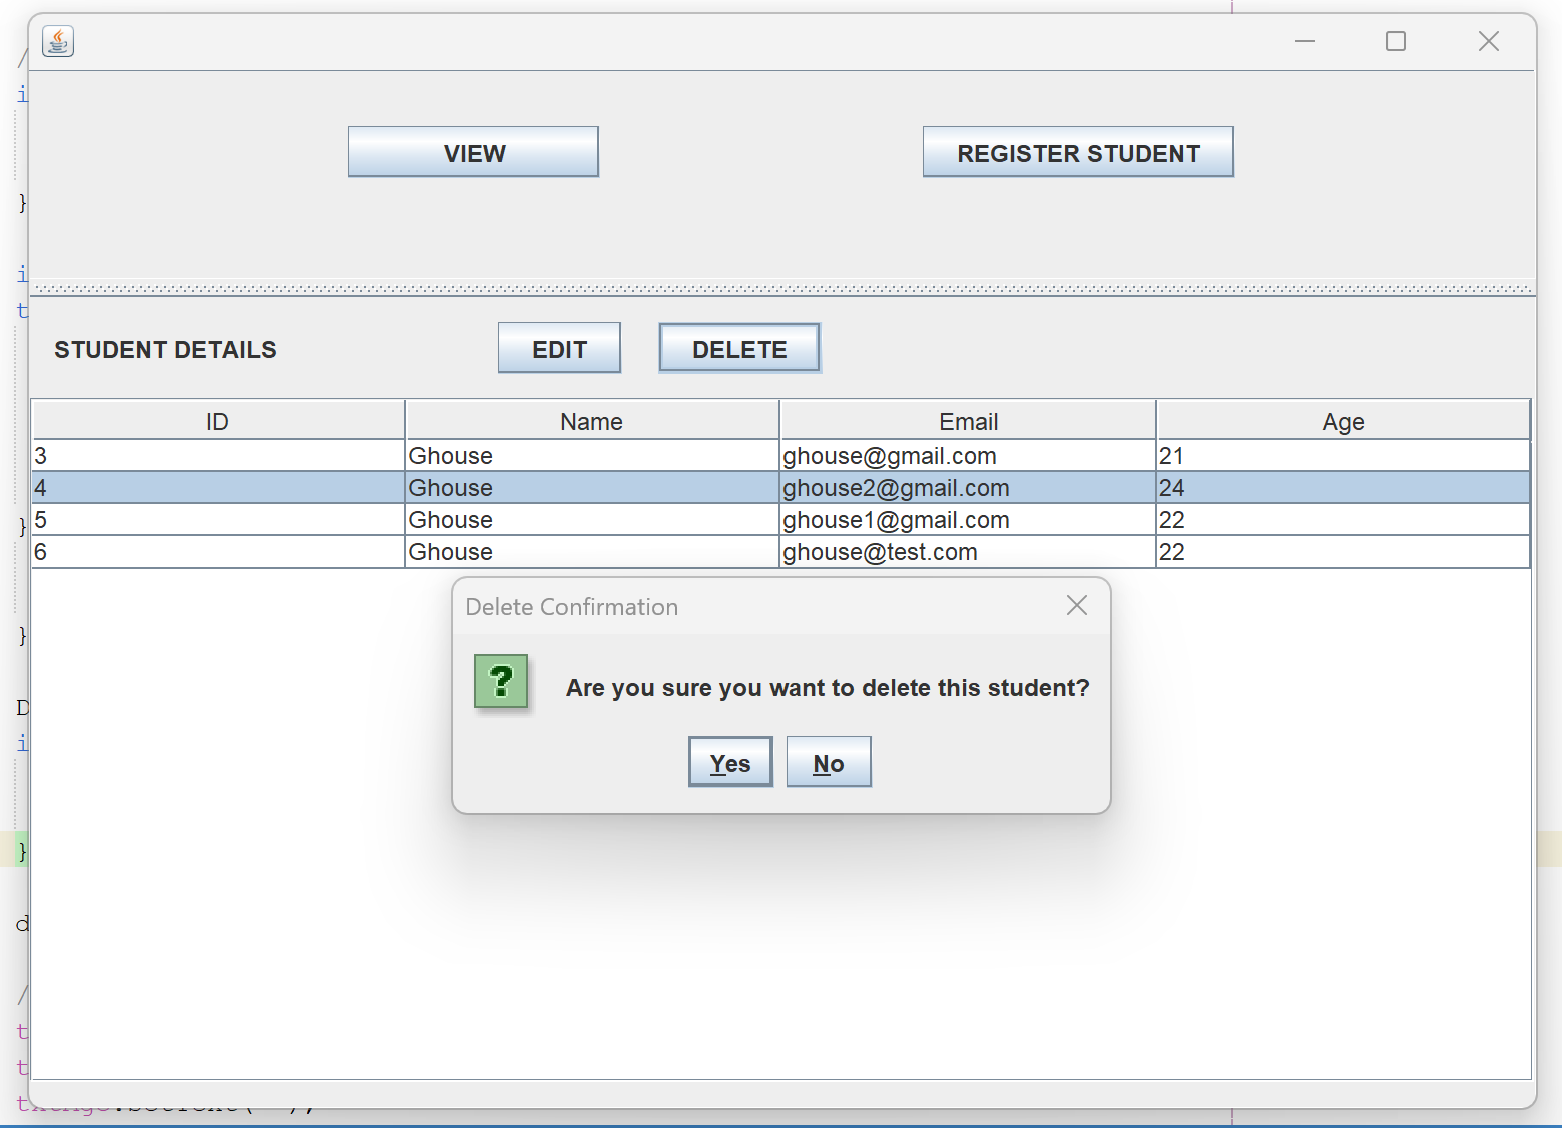 /
i
VIEW REGISTER STUDENT
}
i
t
STUDENT DETAILS EDIT DELETE
ID Name Email Age
3 Ghouse ghouse@gmail.com 21
4 Ghouse ghouse2@gmail.com 24
5 Ghouse ghouse1@gmail.com 22
}
6 Ghouse ghouse@test.com 22
Delete Confirmation
}
?
Are you sure you want to delete this student?
D
i
Yes No
}
d
/
t
t